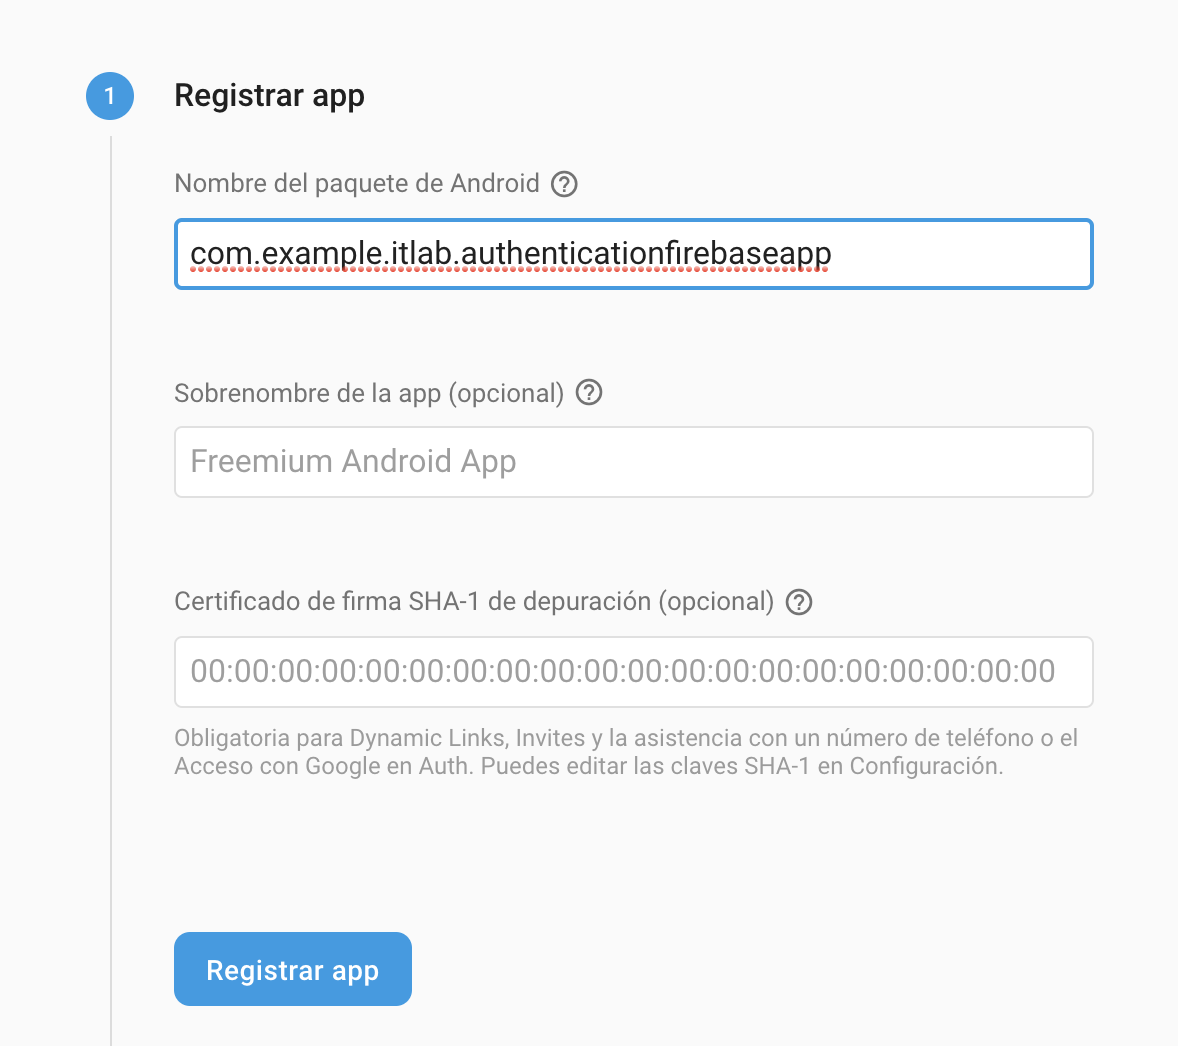 1
Registrar app
Nombre del paquete de Android ?
com.example.itlab.authenticationfirebaseapp
Sobrenombre de la app (opcional) ?
Freemium Android App
Certificado de firma SHA-1 de depuración (opcional) ?
00:00:00:00:00:00:00:00:00:00:00:00:00:00:00:00:00:00:00:00
Obligatoria para Dynamic Links, Invites y la asistencia con un número de teléfono o el
Acceso con Google en Auth. Puedes editar las claves SHA-1 en Configuración.
Registrar app